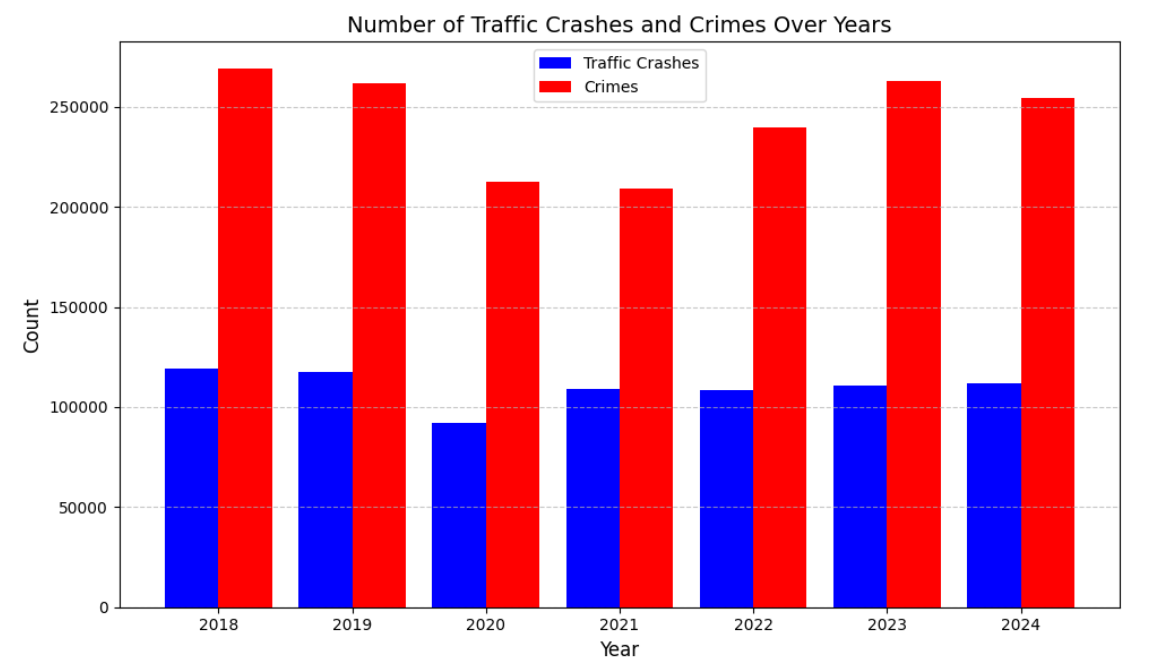 Number of Traffic Crashes and Crimes Over Years
Traffic Crashes
Crimes
250000
200000
150000
100000
50000
0
Count
2018 2019 2020 2021 2022 2023 2024
Year